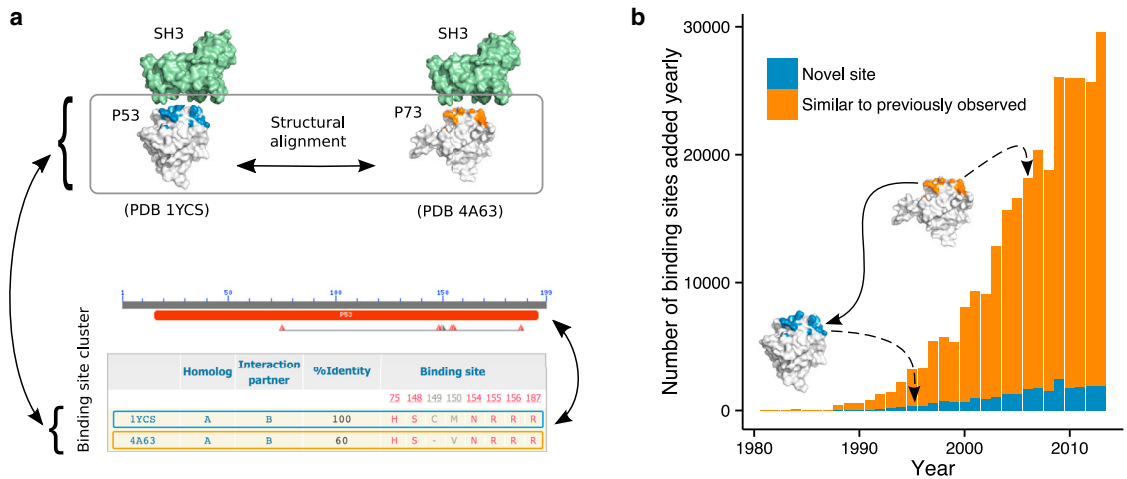 a
SH3
SH3
P53
P73
Structural
alignment
(PDB 1YCS)
(PDB 4A63)
Binding site cluster
1 50 100 150 199
P53
Homolog Interaction partner %Identity Binding site
75 148 149 150 154 155 156 187
1YCS A B 100 H S C M N R R R
4A63 A B 60 H S - V N R R R
b
Number of binding sites added yearly
30000
20000
10000
0
Novel site
Similar to previously observed
1980 1990 2000 2010
Year